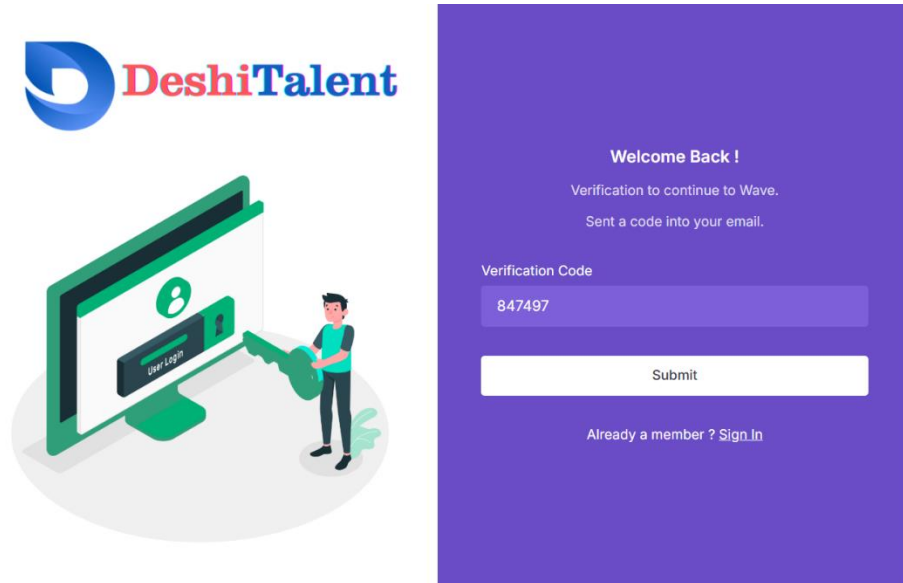 DeshiTalent
User Login
Welcome Back !
Verification to continue to Wave.
Sent a code into your email.
Verification Code
847497
Submit
Already a member ? Sign In